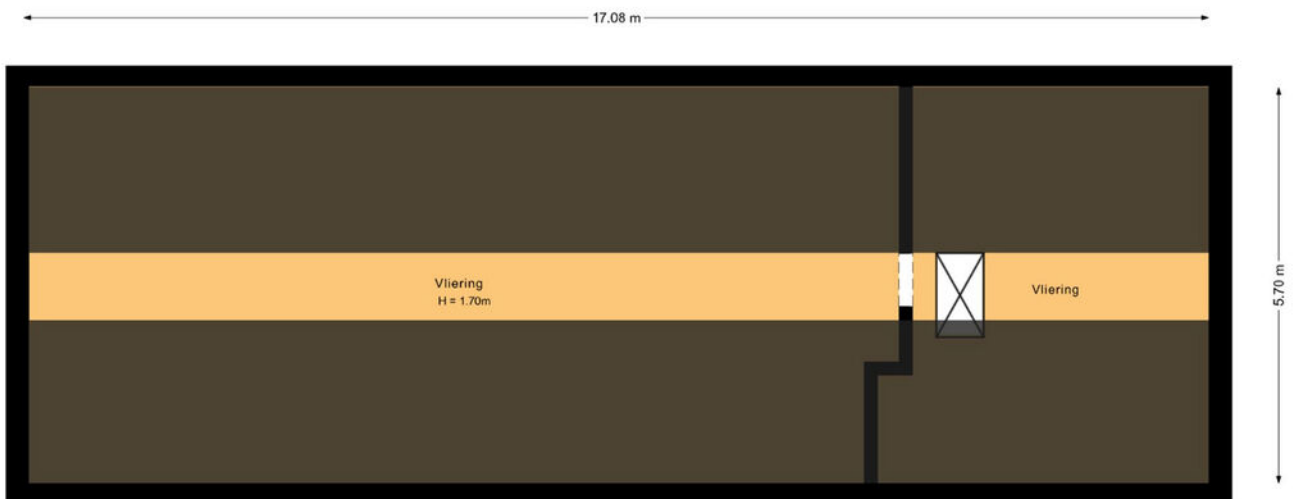 17.08 m
Vliering
H = 1.70m
Vliering
5.70 m